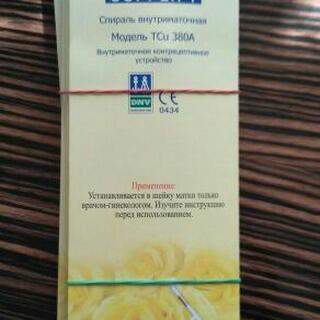 Спираль внутриматочная
Модель TCu 380A
Внутриматочное контрацептивное
устройство
DNV
CE
0434
Применение:
Устанавливается в шейку матки только
врачом-гинекологом. Изучите инструкцию
перед использованием.